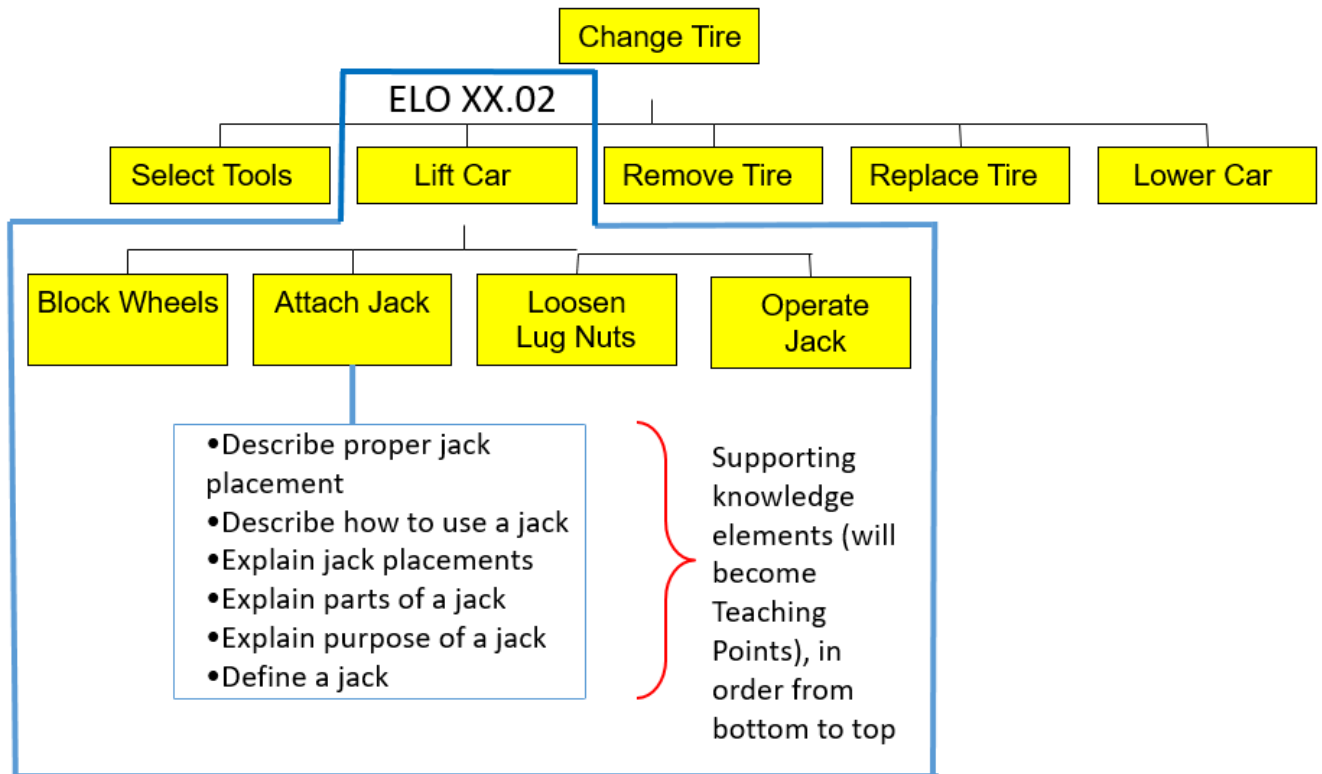 Change Tire
ELO XX.02
Select Tools
Lift Car
Remove Tire
Replace Tire
Lower Car
Block Wheels
Attach Jack
Loosen
Lug Nuts
Operate
Jack
•Describe proper jack
placement
•Describe how to use a jack
•Explain jack placements
•Explain parts of a jack
•Explain purpose of a jack
•Define a jack
Supporting
knowledge
elements (will
become
Teaching
Points), in
order from
bottom to top